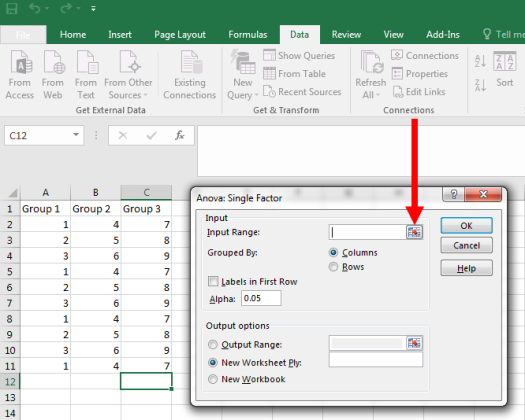 File Home Insert Page Layout Formulas Data Review View Add-Ins Tell me
From Access From Web From Text From Other Sources Existing Connections New Query Show Queries From Table Recent Sources Refresh All Connections Properties Edit Links Sort
Get External Data Get & Transform Connections
C12 fx
A B C
1 Group 1 Group 2 Group 3
2 1 4 7
3 2 5 8
4 3 6 9
5 1 4 7
6 2 5 8
7 3 6 9
8 1 4 7
9 2 5 8
10 3 6 9
11 1 4 7
12
13
14
Anova: Single Factor
Input
Input Range:
Grouped By: Columns
Rows
Labels in First Row
Alpha: 0.05
Output options
Output Range:
New Worksheet Ply:
New Workbook
OK
Cancel
Help